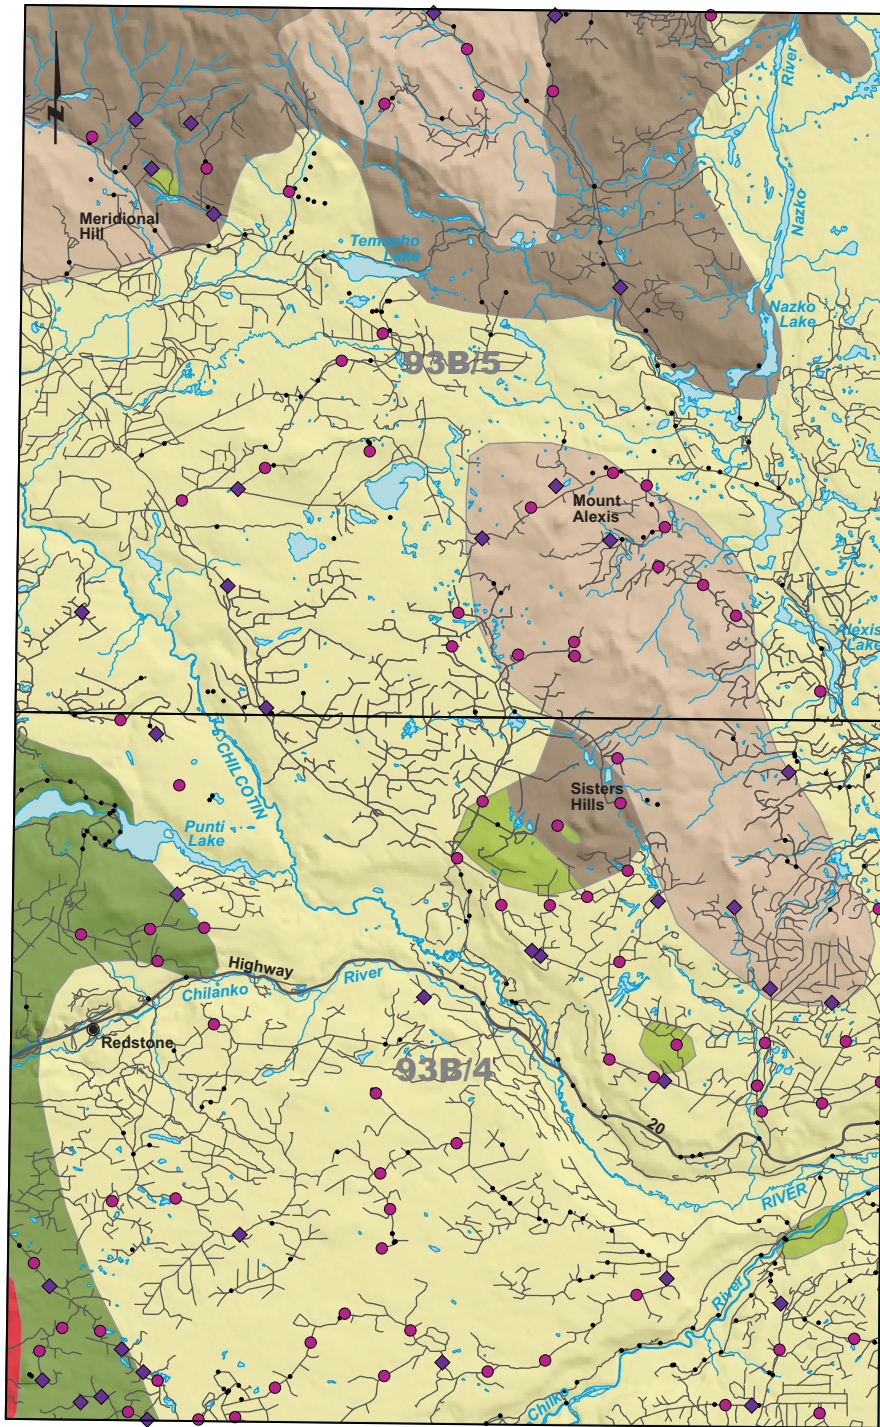 N
River
Nazko
Meridional
Hill
Temapho
Lake
Nazko
Lake
93B/5
Mount
Alexis
Alexis
Lake
CHILCOTIN
Sisters
Hills
Punti
Lake
Highway
River
Chilanko
Redstone
93B/4
20
RIVER
River
Chilko